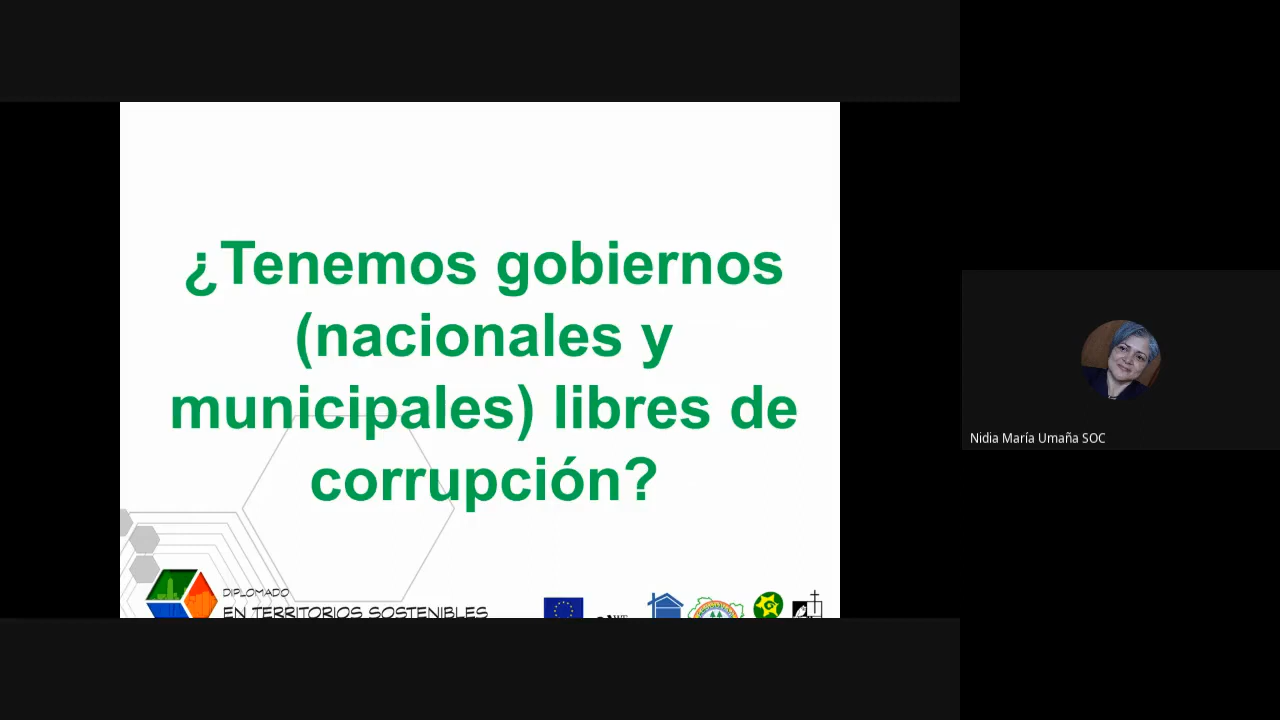 ¿Tenemos gobiernos
(nacionales y
municipales) libres de
corrupción?
DIPLOMADO
EN TERRITORIOS SOSTENIBLES
Nidia María Umaña SOC